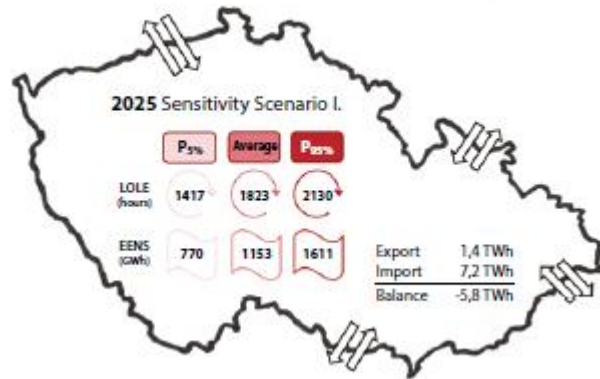 2025 Sensitivity Scenario I.
P5% Average P95%
LOLE (hours) 1417 1823 2130
EENS (GWh) 770 1153 1611
Export 1,4 TWh
Import 7,2 TWh
Balance -5,8 TWh